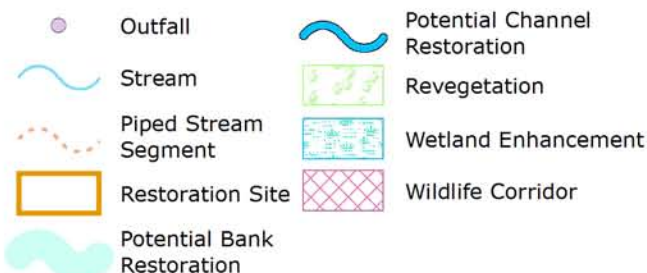 Outfall
Stream
Piped Stream
Segment
Restoration Site
Potential Bank
Restoration
Potential Channel
Restoration
Revegetation
Wetland Enhancement
Wildlife Corridor